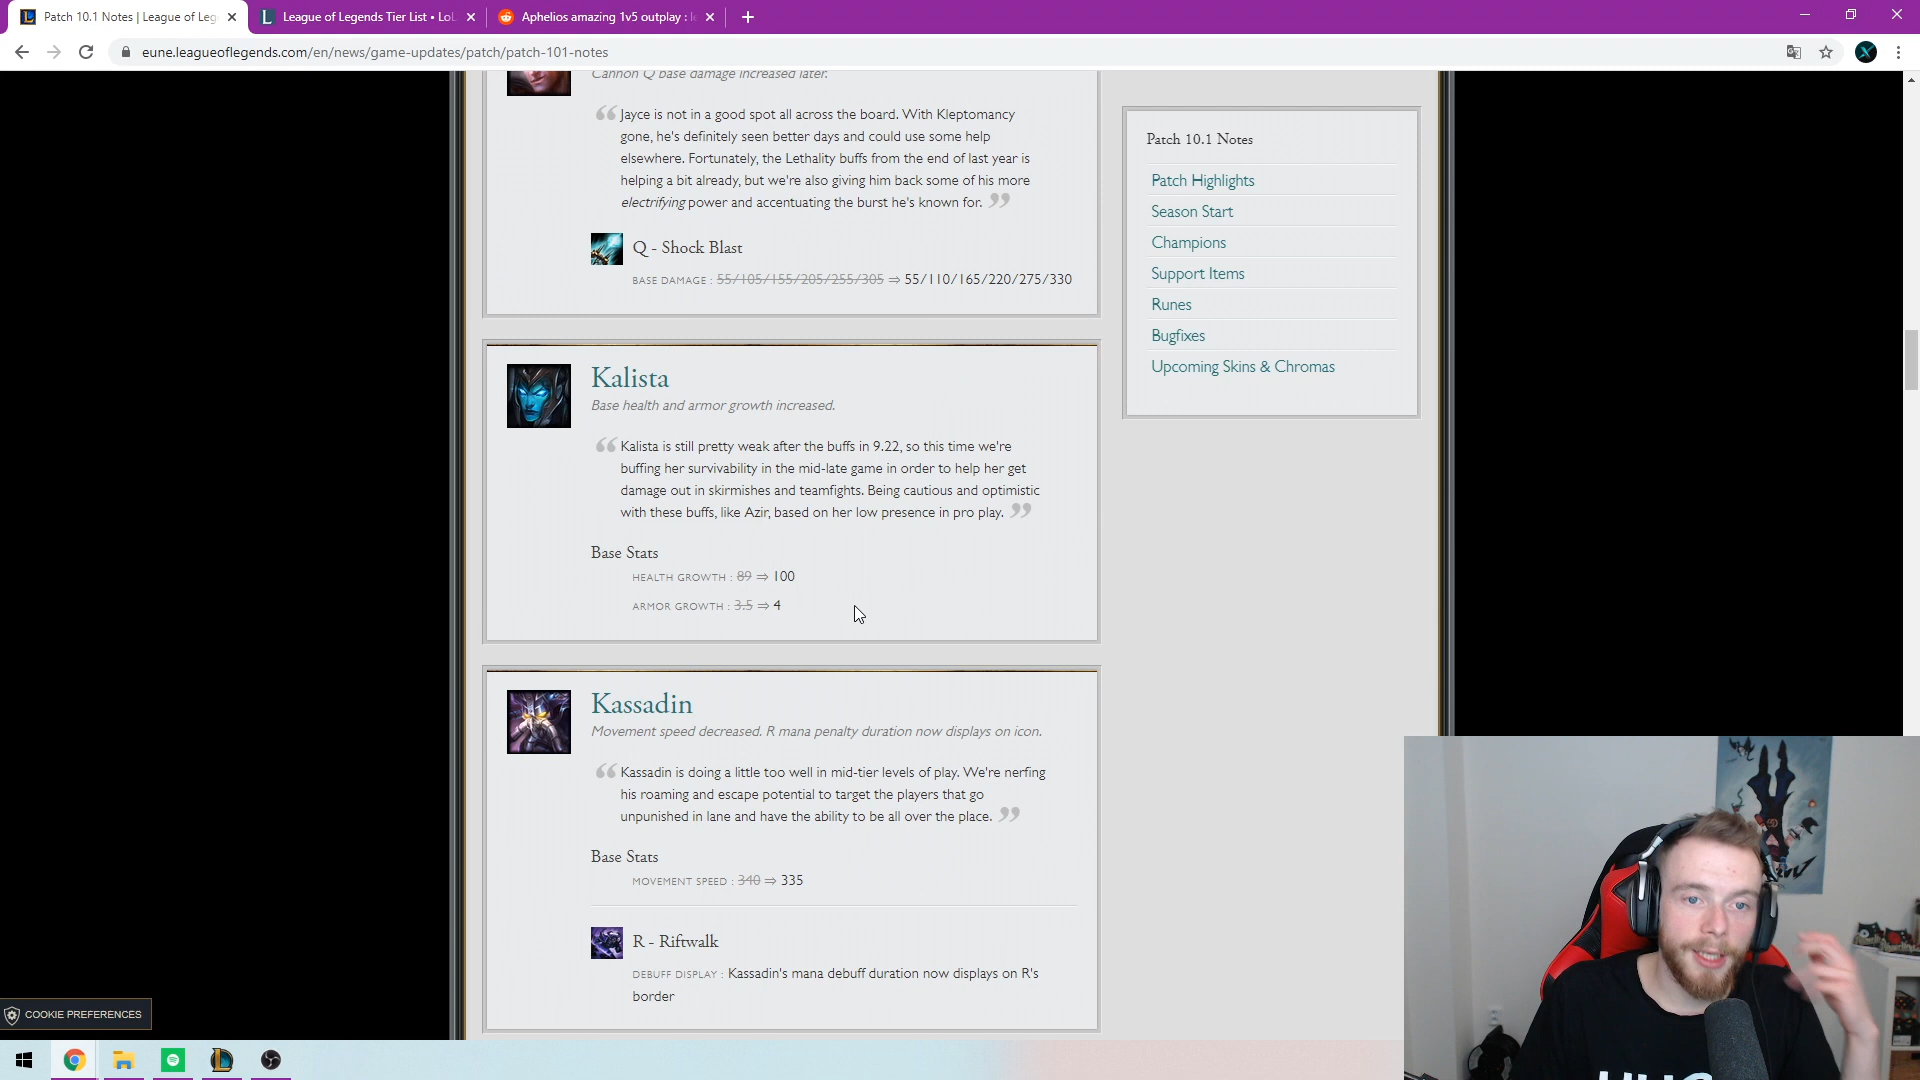 Patch 10.1 Notes | League of Leg
League of Legends Tier List • LoL
Aphelios amazing 1v5 outplay : le
eune.leagueoflegends.com/en/news/game-updates/patch/patch-101-notes
Cannon Q base damage increased later.
Jayce is not in a good spot all across the board. With Kleptomancy
gone, he's definitely seen better days and could use some help
elsewhere. Fortunately, the Lethality buffs from the end of last year is
helping a bit already, but we're also giving him back some of his more
electrifying power and accentuating the burst he's known for.
Q - Shock Blast
BASE DAMAGE : 55/105/155/205/255/305 ⇒ 55/110/165/220/275/330
Kalista
Base health and armor growth increased.
Kalista is still pretty weak after the buffs in 9.22, so this time we're
buffing her survivability in the mid-late game in order to help her get
damage out in skirmishes and teamfights. Being cautious and optimistic
with these buffs, like Azir, based on her low presence in pro play.
Base Stats
HEALTH GROWTH : 89 ⇒ 100
ARMOR GROWTH : 3.5 ⇒ 4
Kassadin
Movement speed decreased. R mana penalty duration now displays on icon.
Kassadin is doing a little too well in mid-tier levels of play. We're nerfing
his roaming and escape potential to target the players that go
unpunished in lane and have the ability to be all over the place.
Base Stats
MOVEMENT SPEED : 340 ⇒ 335
R - Riftwalk
DEBUFF DISPLAY : Kassadin's mana debuff duration now displays on R's
border
Patch 10.1 Notes
Patch Highlights
Season Start
Champions
Support Items
Runes
Bugfixes
Upcoming Skins & Chromas
COOKIE PREFERENCES